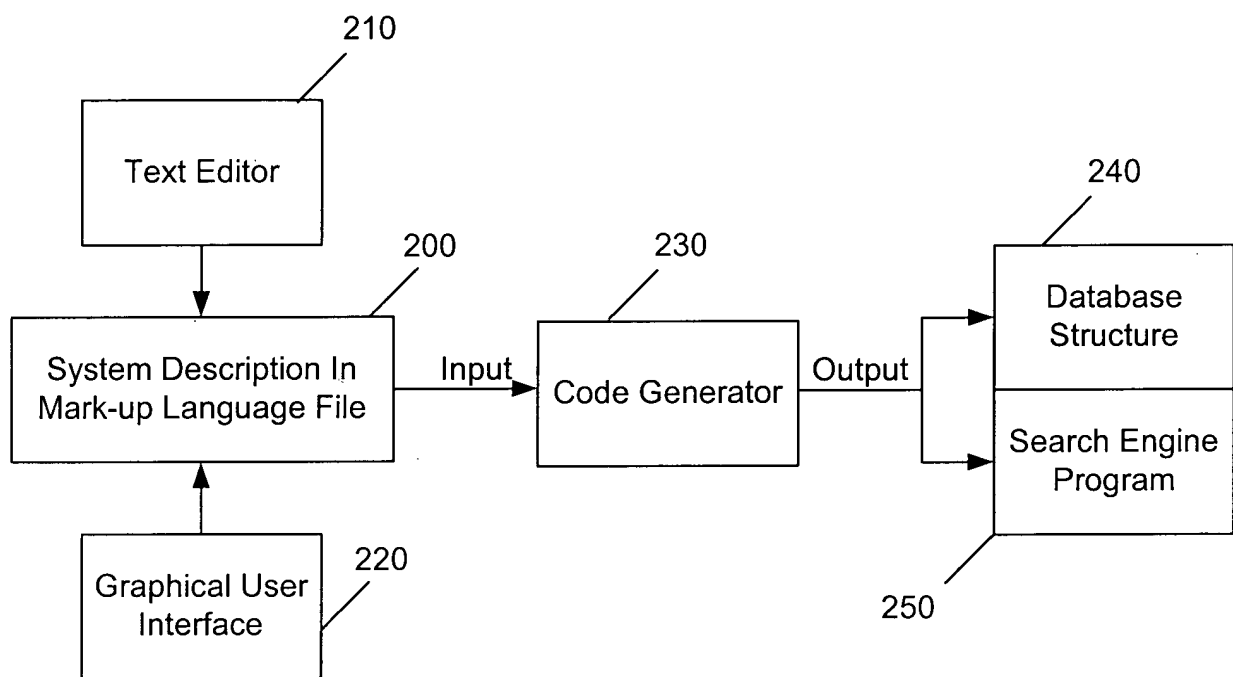 210
Text Editor
200
230
240
System Description In
Mark-up Language File
Input
Code Generator
Output
Database
Structure
Search Engine
Program
Graphical User
Interface
220
250